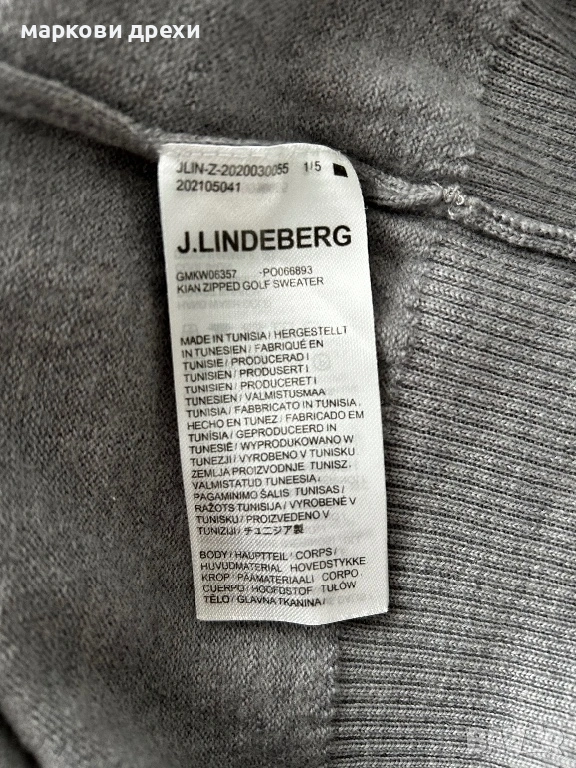 маркови дрехи
JLIN-Z-2020030055 1/5
202105041
J.LINDEBERG
GMKW06357 -PO066893
KIAN ZIPPED GOLF SWEATER
MADE IN TUNISIA / HERGESTELLT
IN TUNESIEN / FABRIQUÉ EN
TUNISIE / PRODUCERAD I
TUNISIEN / PRODUSERT I
TUNISIEN / PRODUCERET I
TUNESIEN / VALMISTUSMAA
TUNISIA / FABBRICATO IN TUNISIA.
HECHO EN TUNEZ / FABRICADO EM
TUNÍSIA / GEPRODUCEERD IN
TUNESIË / WYPRODUKOWANO W
TUNEZJI / VYROBENO V TUNISKU
ZEMLJA PROIZVODNJE TUNISZ.
VALMISTATUD TUNEESIA /
PAGAMINIMO ŠALIS TUNISAS /
RAŽOTS TUNISIJA / VYROBENÉ V
TUNISKU / PROIZVEDENO V
TUNIZIJI / チュニジア製
BODY / HAUPTTEIL / CORPS /
HUVUDMATERIAL HOVEDSTYKKE
KROP / PÄÄMATERIAALI CORPO
CUERPO / HOOFDSTOF TUŁÓW
TĚLO / GLAVNA TKANINA /